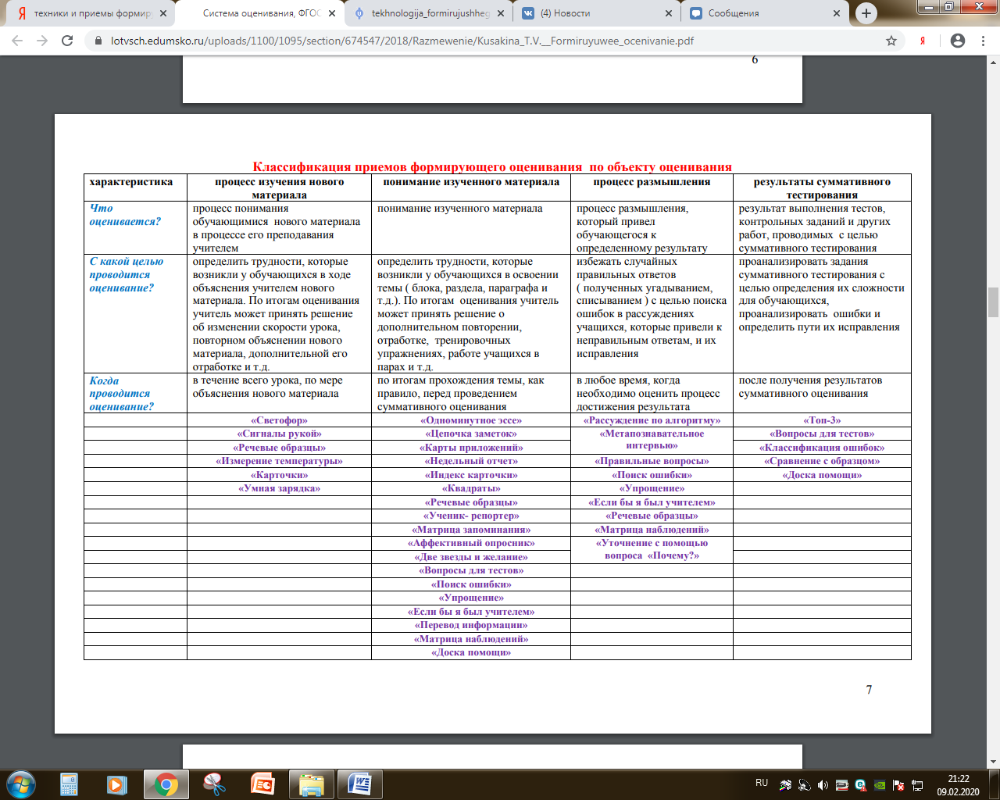 техники и приемы формиру
Система оценивания, ФГОС
tekhnologija_formirujushheg
(4) Новости
Сообщения
lotvsch.edumsko.ru/uploads/1100/1095/section/674547/2018/Razmewenie/Kusakina_T.V.__Formiruyuwee_ocenivanie.pdf
6
Классификация приемов формирующего оценивания по объекту оценивания
характеристика
процесс изучения нового
материала
понимание изученного материала
процесс размышления
результаты суммативного
тестирования
Что
оценивается?
процесс понимания
обучающимися нового материала
в процессе его преподавания
учителем
понимание изученного материала
процесс размышления,
который привел
обучающегося к
определенному результату
результат выполнения тестов,
контрольных заданий и других
работ, проводимых с целью
суммативного тестирования
С какой целью
проводится
оценивание?
определить трудности, которые
возникли у обучающихся в ходе
объяснения учителем нового
материала. По итогам оценивания
учитель может принять решение
об изменении скорости урока,
повторном объяснении нового
материала, дополнительной его
отработке и т.д.
определить трудности, которые
возникли у обучающихся в освоении
темы ( блока, раздела, параграфа и
т.д.). По итогам оценивания учитель
может принять решение о
дополнительном повторении,
отработке, тренировочных
упражнениях, работе учащихся в
парах и т.д.
избежать случайных
правильных ответов
( полученных угадыванием,
списыванием ) с целью поиска
ошибок в рассуждениях
учащихся, которые привели к
неправильным ответам, и их
исправления
проанализировать задания
суммативного тестирования с
целью определения их сложности
для обучающихся,
проанализировать ошибки и
определить пути их исправления
Когда
проводится
оценивание?
в течение всего урока, по мере
объяснения нового материала
по итогам прохождения темы, как
правило, перед проведением
суммативного оценивания
в любое время, когда
необходимо оценить процесс
достижения результата
после получения результатов
суммативного оценивания
«Светофор»
«Одноминутное эссе»
«Рассуждение по алгоритму»
«Топ-3»
«Сигналы рукой»
«Цепочка заметок»
«Метапознавательное
интервью»
«Вопросы для тестов»
«Речевые образцы»
«Карты приложений»
«Классификация ошибок»
«Измерение температуры»
«Недельный отчет»
«Правильные вопросы»
«Сравнение с образцом»
«Карточки»
«Индекс карточки»
«Поиск ошибки»
«Доска помощи»
«Умная зарядка»
«Квадраты»
«Упрощение»
«Речевые образцы»
«Если бы я был учителем»
«Ученик- репортер»
«Речевые образцы»
«Матрица запоминания»
«Матрица наблюдений»
«Аффективный опросник»
«Уточнение с помощью
вопроса «Почему?»
«Две звезды и желание»
«Вопросы для тестов»
«Поиск ошибки»
«Упрощение»
«Если бы я был учителем»
«Перевод информации»
«Матрица наблюдений»
«Доска помощи»
7
RU
21:22
09.02.2020